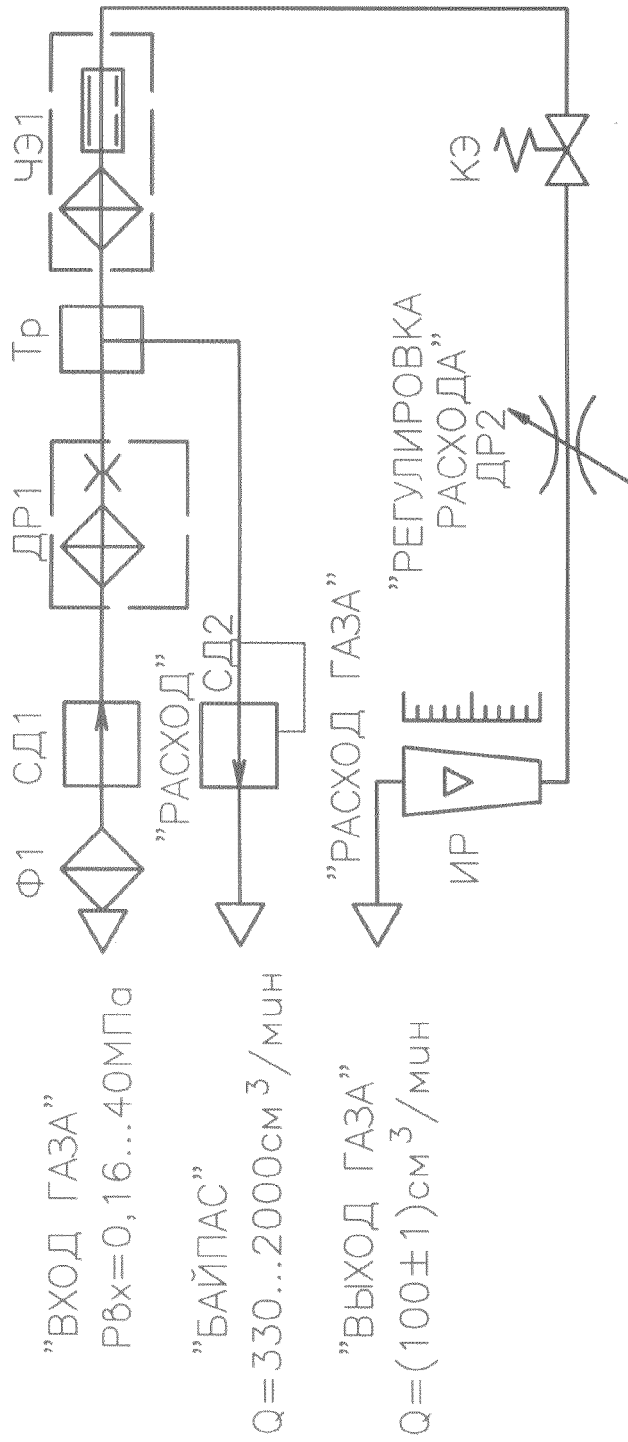 "ВХОД ГАЗА"
Рвх=0,16...40МПа
Ф1
СД1
ДР1
Тр
ЧЭ1
"БАЙПАС"
Q=330...2000см³/мин
"РАСХОД"
СД2
"ВЫХОД ГАЗА"
Q=(100±1)см³/мин
"РАСХОД ГАЗА"
ИР
"РЕГУЛИРОВКА
РАСХОДА"
ДР2
КЭ